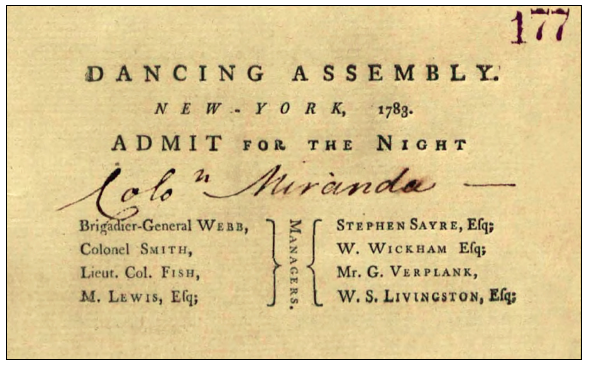 177
DANCING ASSEMBLY.
NEW-YORK, 1783.
ADMIT FOR THE NIGHT
Colo.n Miranda —
Brigadier-General WEBB,
Colonel SMITH,
Lieut. Col. FISH,
M. LEWIS, Eſq;
MANAGERS.
STEPHEN SAYRE, Eſq;
W. WICKHAM Eſq;
Mr. G. VERPLANK,
W. S. LIVINGSTON, Eſq;